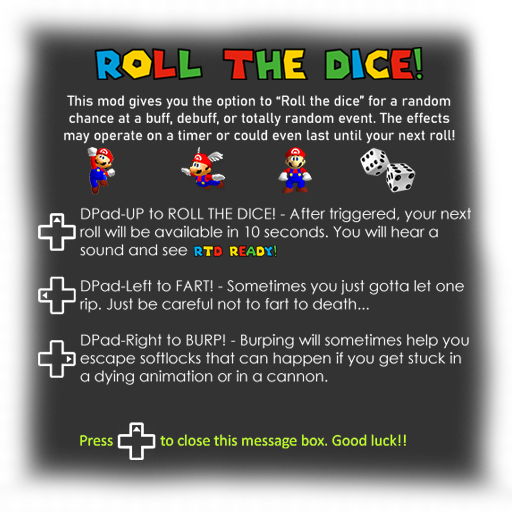 ROLL THE DICE!
This mod gives you the option to “Roll the dice” for a random
chance at a buff, debuff, or totally random event. The effects
may operate on a timer or could even last until your next roll!
DPad-UP to ROLL THE DICE! - After triggered, your next
roll will be available in 10 seconds. You will hear a
sound and see RTD READY!
DPad-Left to FART! - Sometimes you just gotta let one
rip. Just be careful not to fart to death...
DPad-Right to BURP! - Burping will sometimes help you
escape softlocks that can happen if you get stuck in
a dying animation or in a cannon.
Press to close this message box. Good luck!!